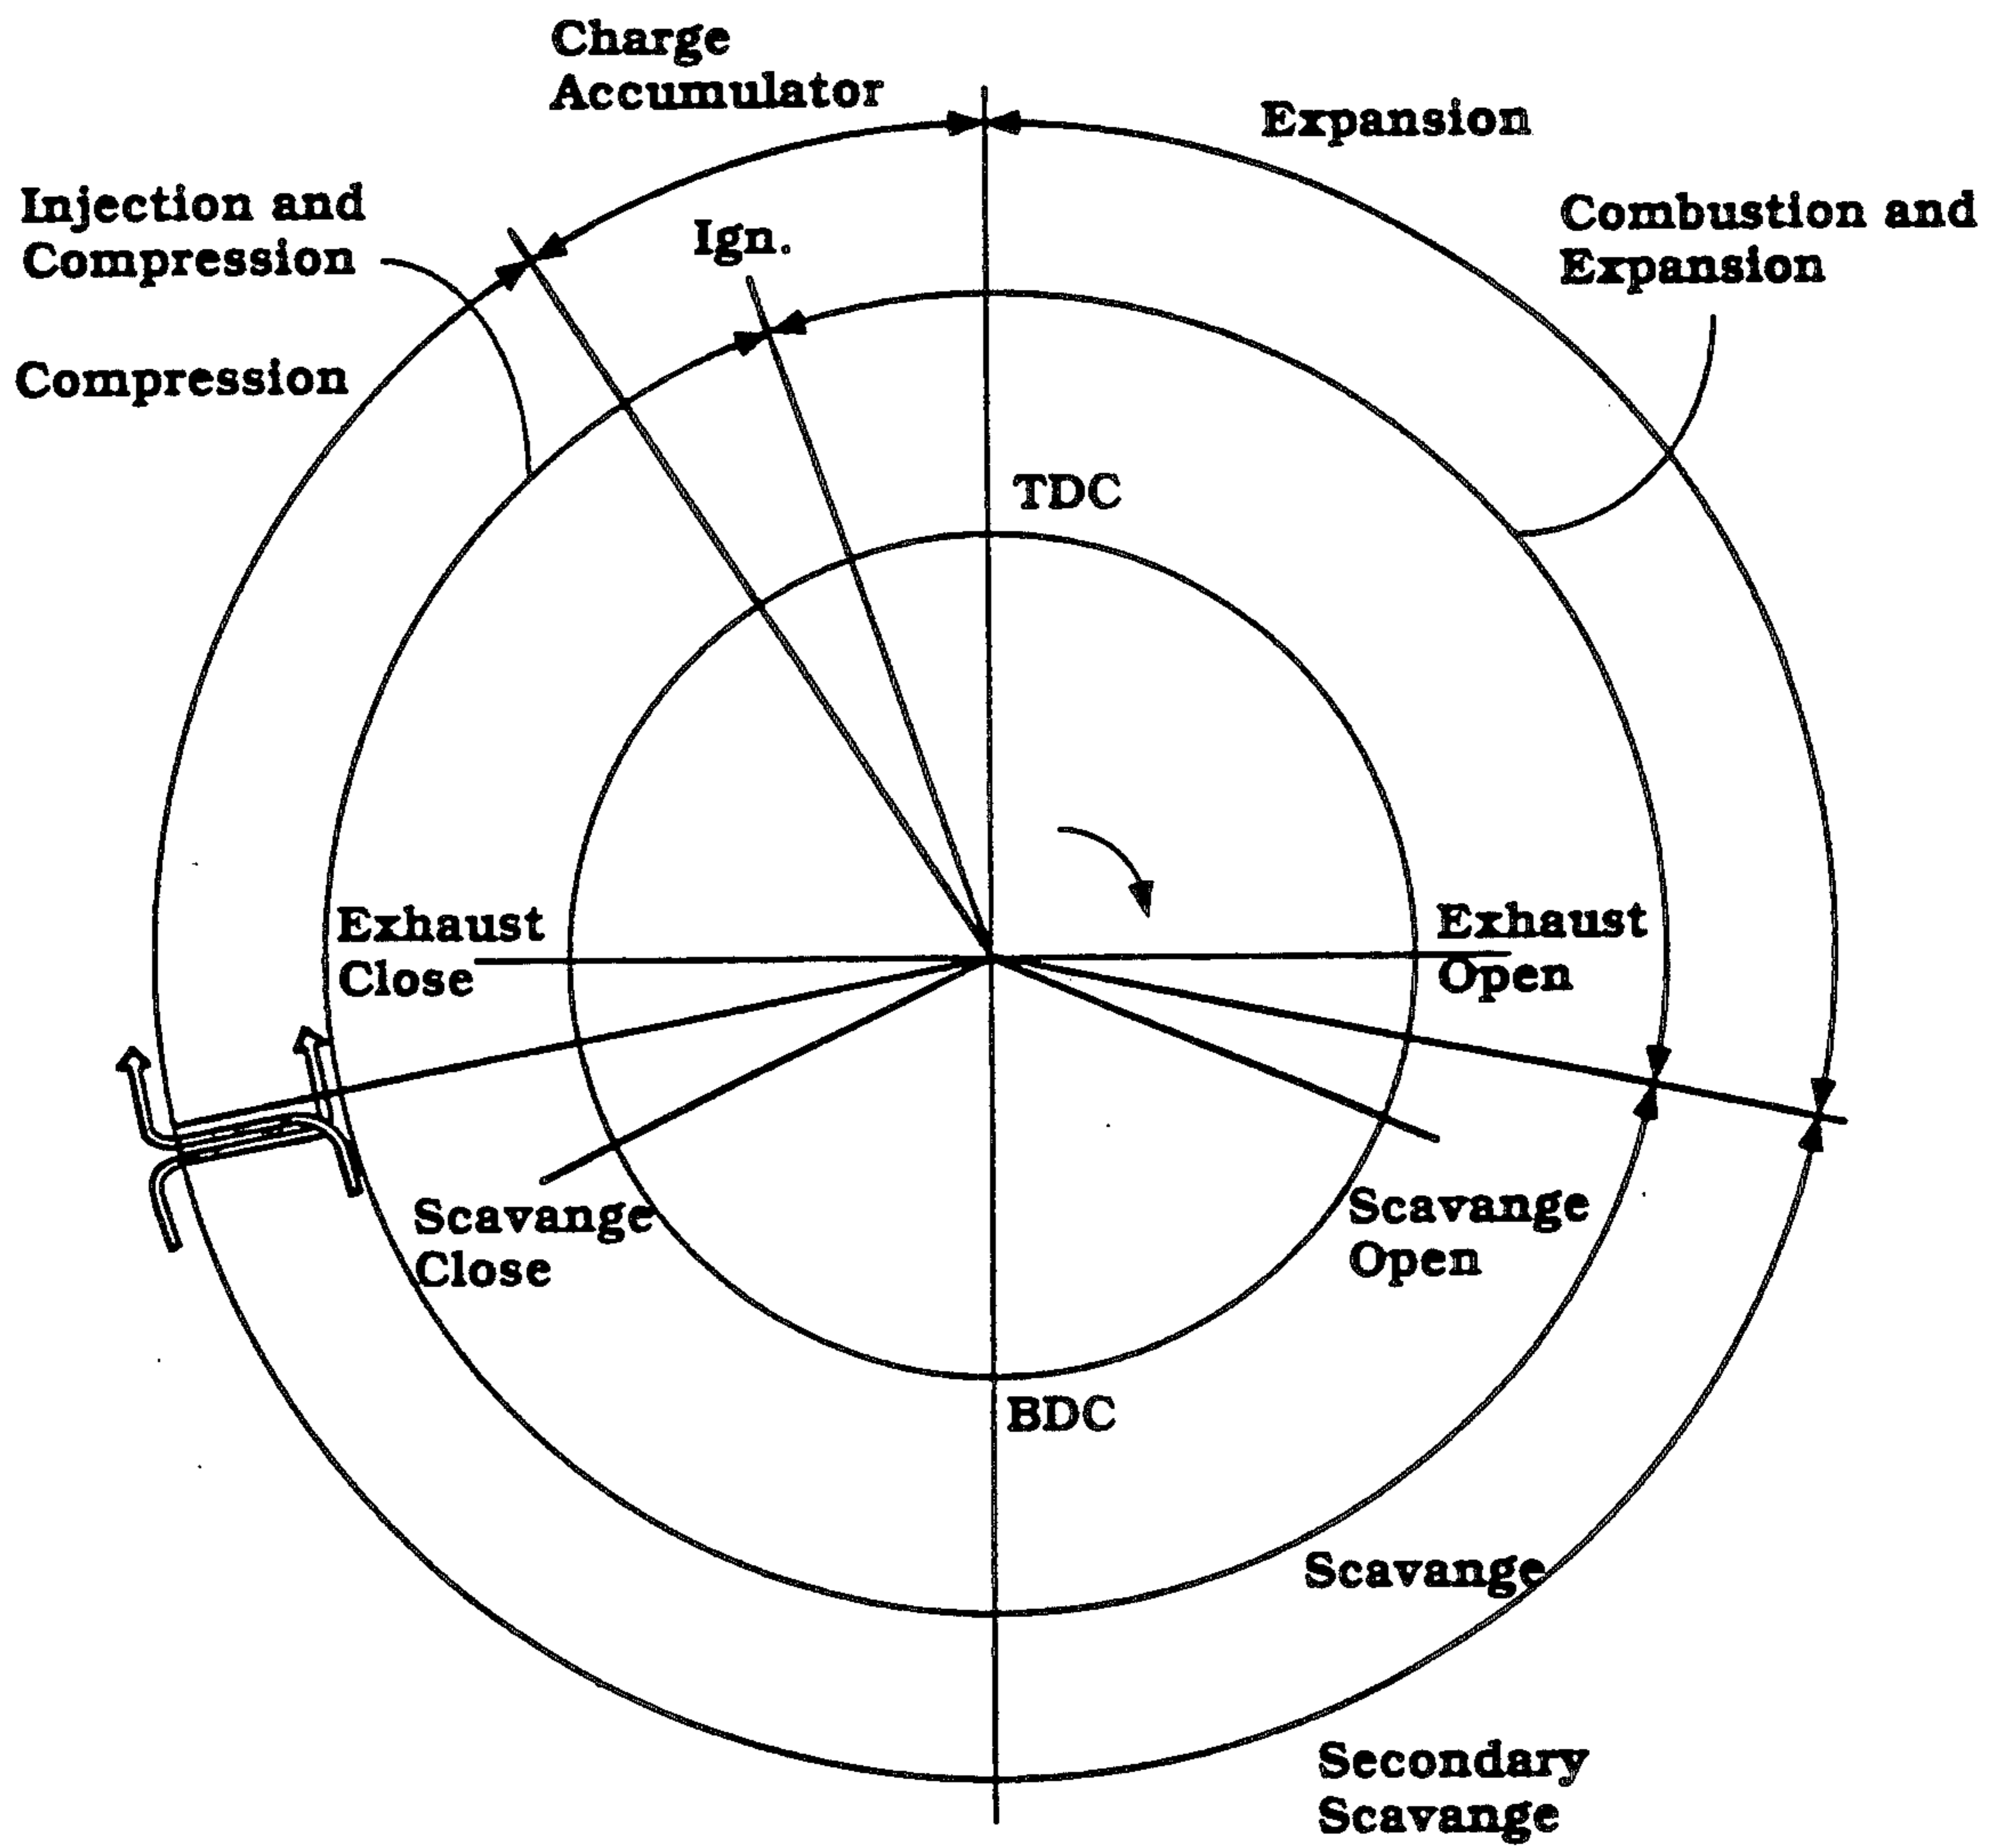 Charge
Accumulator
Expansion
Injection and
Compression
Ign.
Combustion and
Expansion
Compression
TDC
Exhaust
Close
Exhaust
Open
Scavange
Close
Scavange
Open
BDC
Scavange
Secondary
Scavange